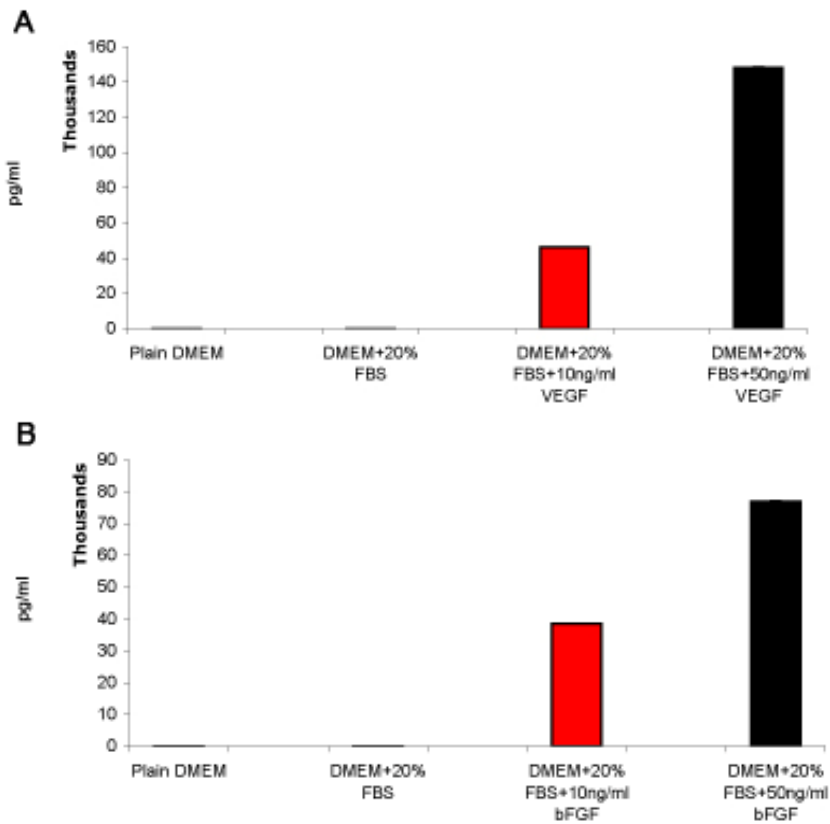 A
Thousands
pg/ml
160
140
120
100
80
60
40
20
0
Plain DMEM
DMEM+20%
FBS
DMEM+20%
FBS+10ng/ml
VEGF
DMEM+20%
FBS+50ng/ml
VEGF
B
Thousands
pg/ml
90
80
70
60
50
40
30
20
10
0
Plain DMEM
DMEM+20%
FBS
DMEM+20%
FBS+10ng/ml
bFGF
DMEM+20%
FBS+50ng/ml
bFGF